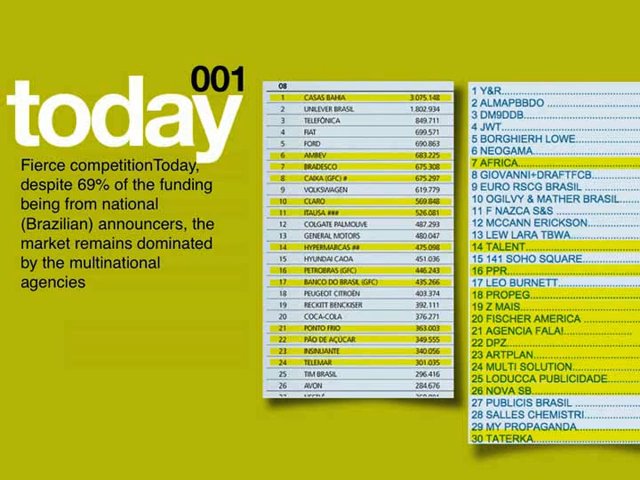 001
today
Fierce competitionToday,
despite 69% of the funding
being from national
(Brazilian) announcers, the
market remains dominated
by the multinational
agencies
08
1 CASAS BAHIA 3.075.148
2 UNILEVER BRASIL 1.802.934
3 TELEFÔNICA 849.711
4 FIAT 699.571
5 FORD 690.863
6 AMBEV 683.225
7 BRADESCO 675.308
8 CAIXA (GFC) # 675.297
9 VOLKSWAGEN 619.779
10 CLARO 569.848
11 ITAUSA ### 526.081
12 COLGATE PALMOLIVE 487.293
13 GENERAL MOTORS 480.047
14 HYPERMARCAS ## 475.098
15 HYUNDAI CAOA 451.036
16 PETROBRAS (GFC) 446.243
17 BANCO DO BRASIL (GFC) 435.266
18 PEUGEOT CITROËN 403.374
19 RECKITT BENCKISER 392.111
20 COCA-COLA 376.271
21 PONTO FRIO 363.003
22 PÃO DE AÇÚCAR 349.555
23 INSINUANTE 340.056
24 TELEMAR 301.035
25 TIM BRASIL 296.416
26 AVON 284.676
1 Y&R
2 ALMAPBBDO
3 DM9DDB
4 JWT
5 BORGHIERH LOWE
6 NEOGAMA
7 AFRICA
8 GIOVANNI+DRAFTFCB
9 EURO RSCG BRASIL
10 OGILVY & MATHER BRASIL
11 F NAZCA S&S
12 MCCANN ERICKSON
13 LEW LARA TBWA
14 TALENT
15 141 SOHO SQUARE
16 PPR
17 LEO BURNETT
18 PROPEG
19 Z MAIS
20 FISCHER AMERICA
21 AGENCIA FALA!
22 DPZ
23 ARTPLAN
24 MULTI SOLUTION
25 LODUCCA PUBLICIDADE
26 NOVA SB
27 PUBLICIS BRASIL
28 SALLES CHEMISTRI
29 MY PROPAGANDA
30 TATERKA